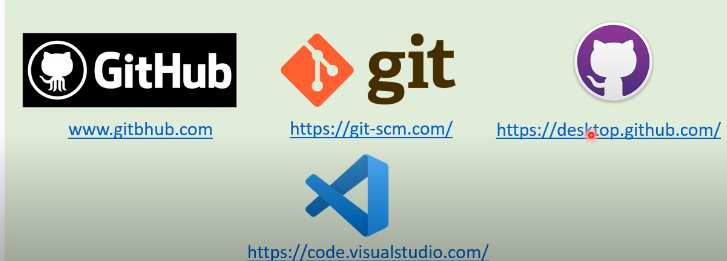 GitHub
git
www.gitbhub.com
https://git-scm.com/
https://desktop.github.com/
https://code.visualstudio.com/